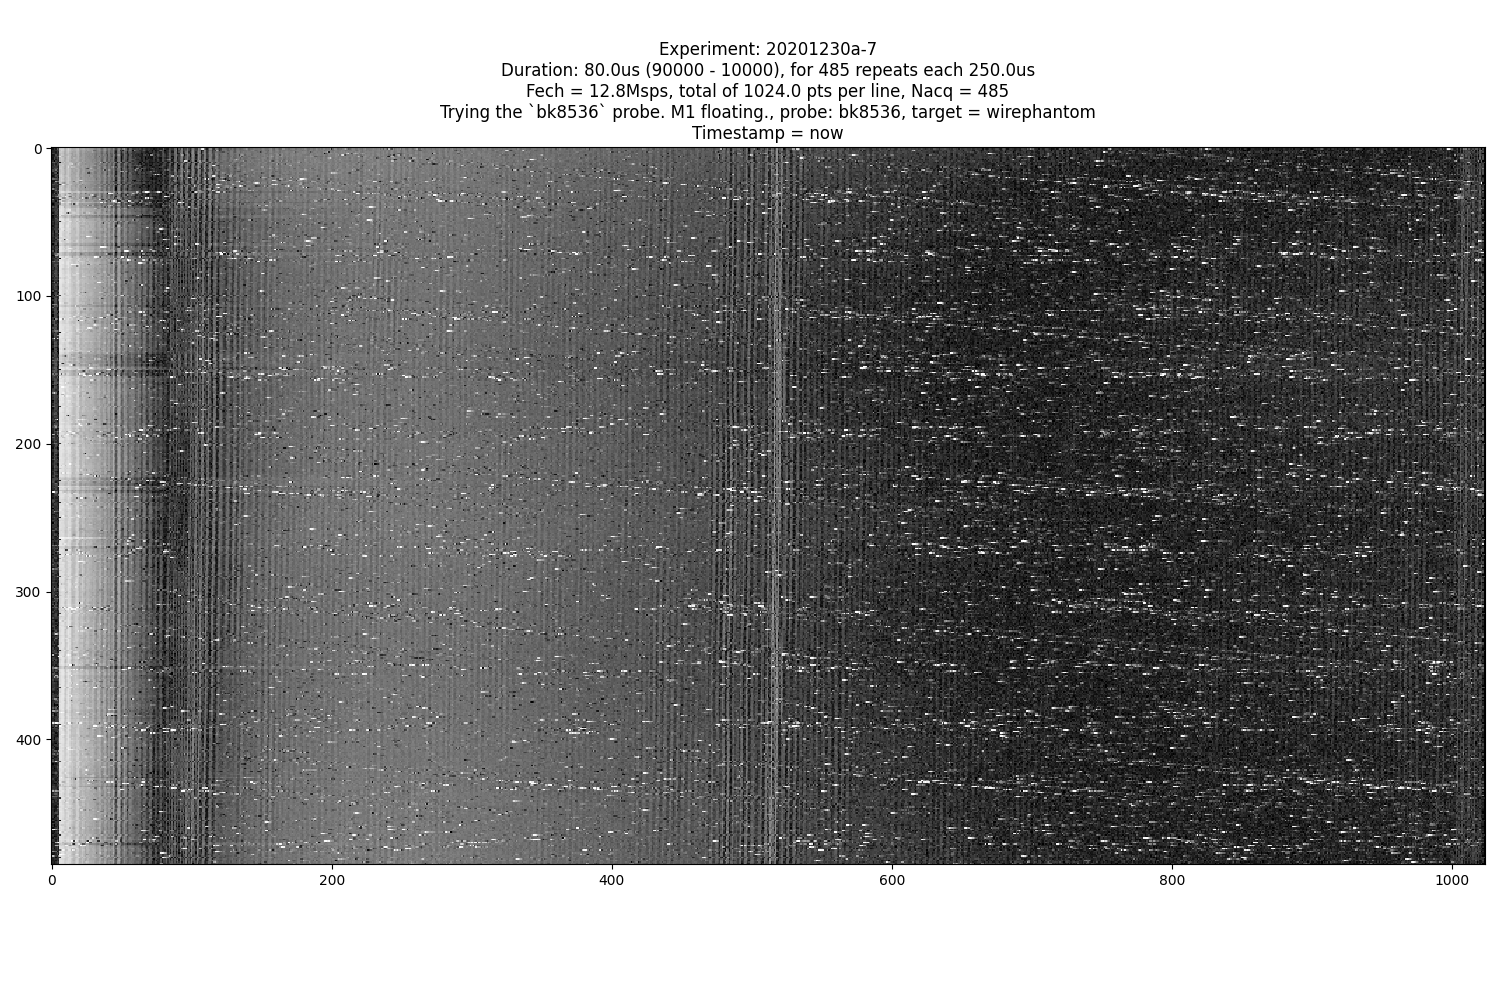 Experiment: 20201230a-7
Duration: 80.0us (90000 - 10000), for 485 repeats each 250.0us
Fech = 12.8Msps, total of 1024.0 pts per line, Nacq = 485
Trying the `bk8536` probe. M1 floating., probe: bk8536, target = wirephantom
Timestamp = now
0
100
200
300
400
0 200 400 600 800 1000